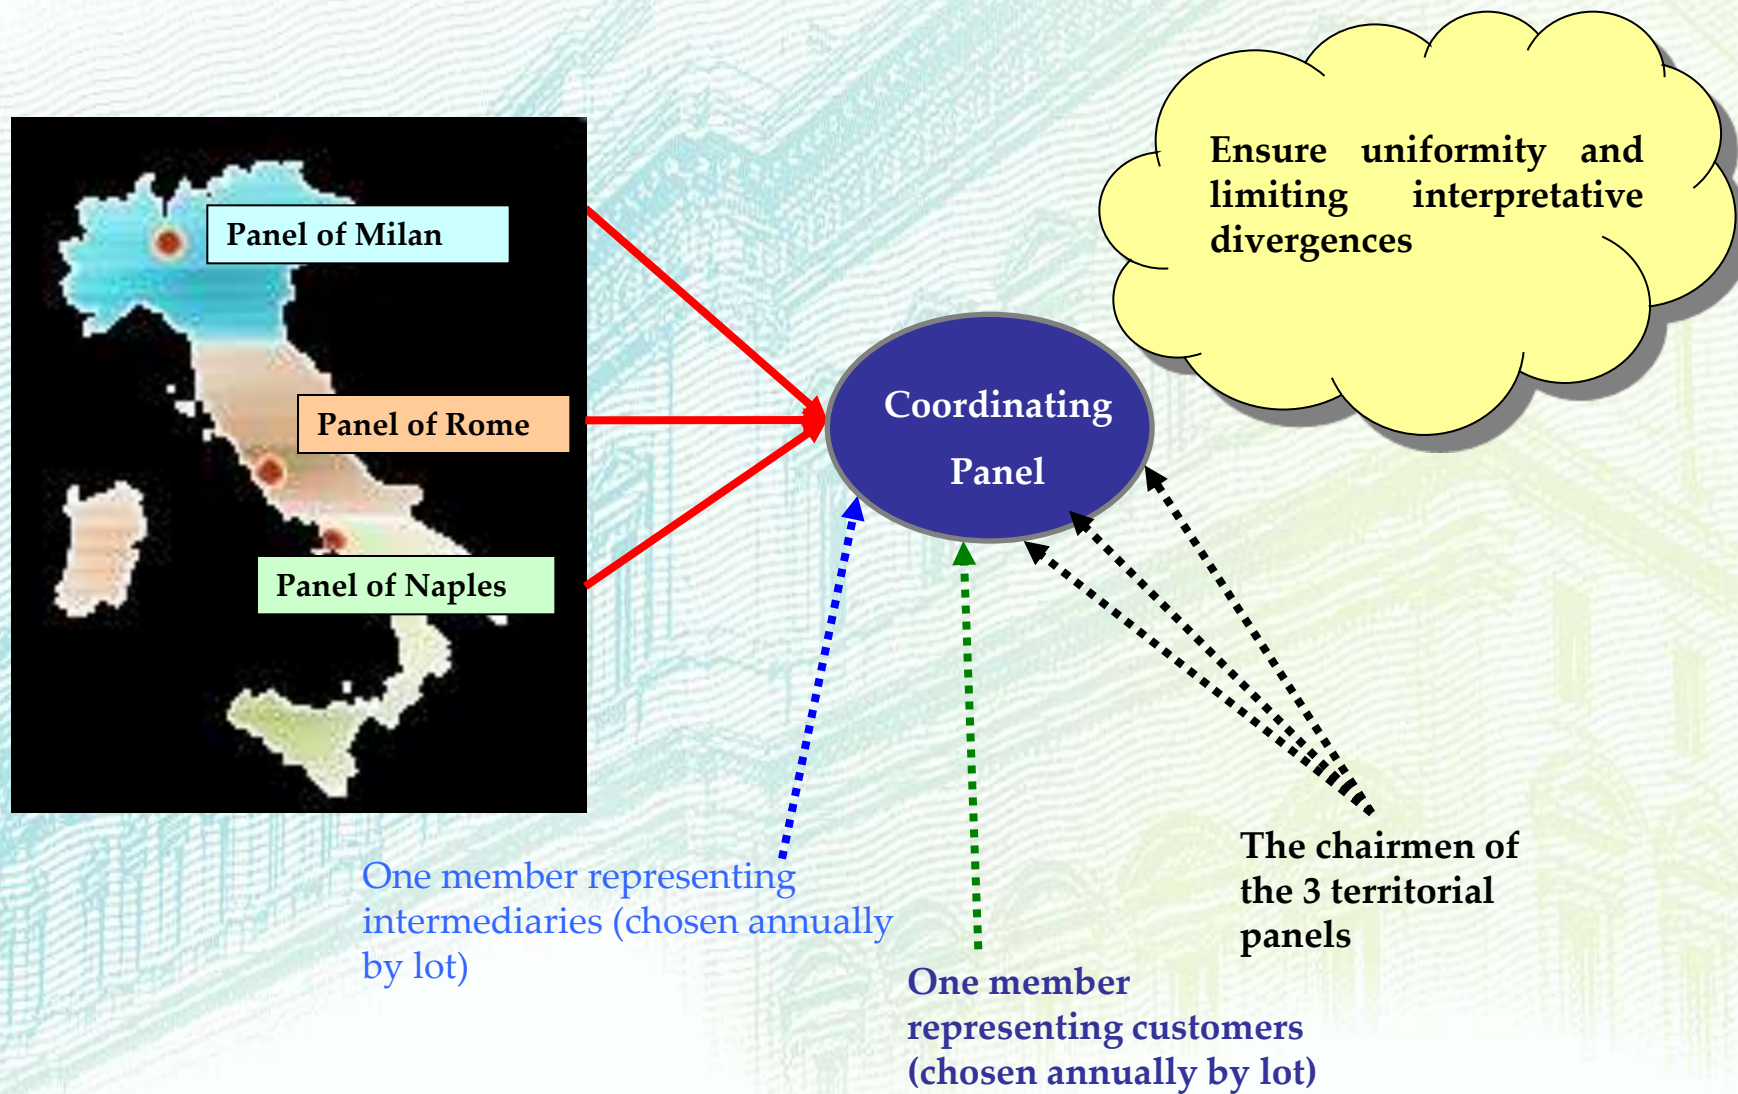 Ensure uniformity and
limiting interpretative
divergences
Panel of Milan
Panel of Rome
Panel of Naples
Coordinating
Panel
One member representing
intermediaries (chosen annually
by lot)
One member
representing customers
(chosen annually by lot)
The chairmen of
the 3 territorial
panels